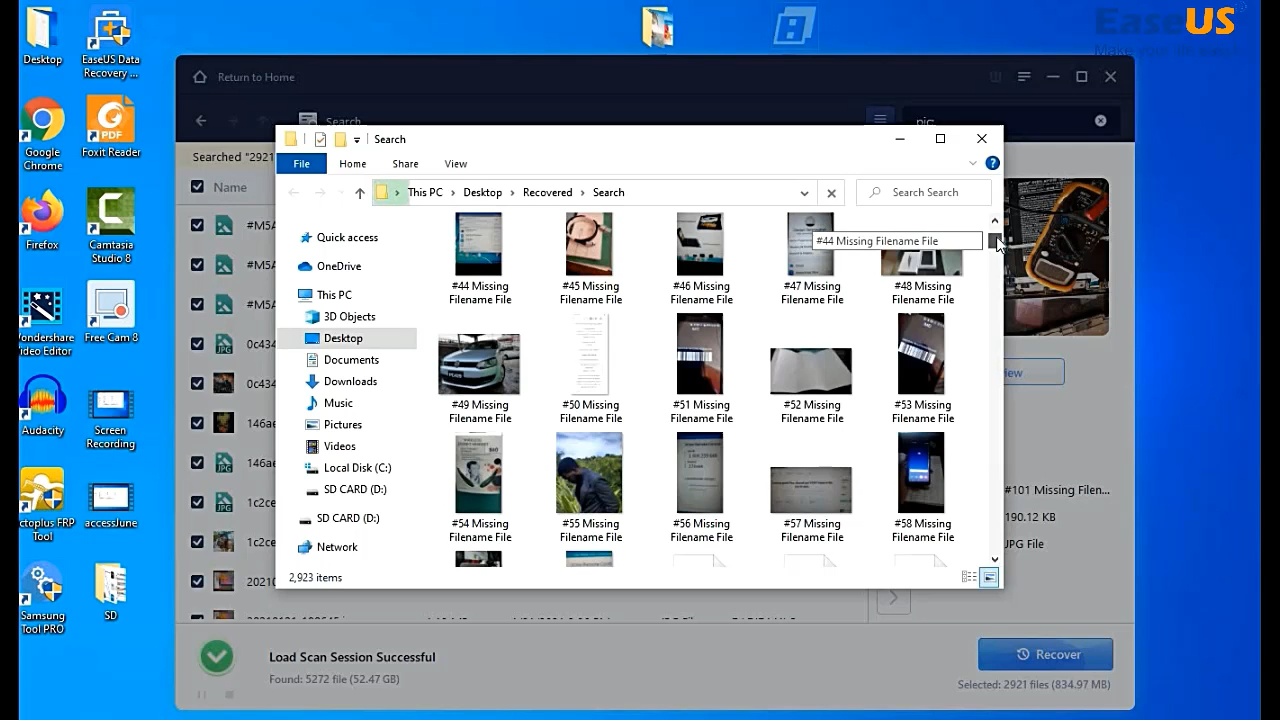 EaseUS
Make your life easy!
Desktop
EaseUS Data
Recovery ...
Google
Chrome
Foxit Reader
Firefox
Camtasia
Studio 8
Wondershare
Video Editor
Free Cam 8
Audacity
Screen
Recording
Octoplus FRP
Tool
accessJune
Samsung
Tool PRO
SD
Return to Home
Search
pic
Searched "2921
Name
#M5A
#M5A
#M5A
0c434
0c434
146ae
146ae
1c2ce
1c2ce
20210
Search
File
Home
Share
View
This PC
Desktop
Recovered
Search
Search Search
Quick access
OneDrive
This PC
3D Objects
Desktop
Documents
Downloads
Music
Pictures
Videos
Local Disk (C:)
SD CARD (D:)
SD CARD (D:)
Network
#44 Missing Filename File
#44 Missing
Filename File
#45 Missing
Filename File
#46 Missing
Filename File
#47 Missing
Filename File
#48 Missing
Filename File
#49 Missing
Filename File
#50 Missing
Filename File
#51 Missing
Filename File
#52 Missing
Filename File
#53 Missing
Filename File
#54 Missing
Filename File
#55 Missing
Filename File
#56 Missing
Filename File
#57 Missing
Filename File
#58 Missing
Filename File
2,923 items
iew
#101 Missing Filen...
190.12 KB
JPG File
Load Scan Session Successful
Found: 5272 file (52.47 GB)
Recover
Selected: 2921 files (834.97 MB)